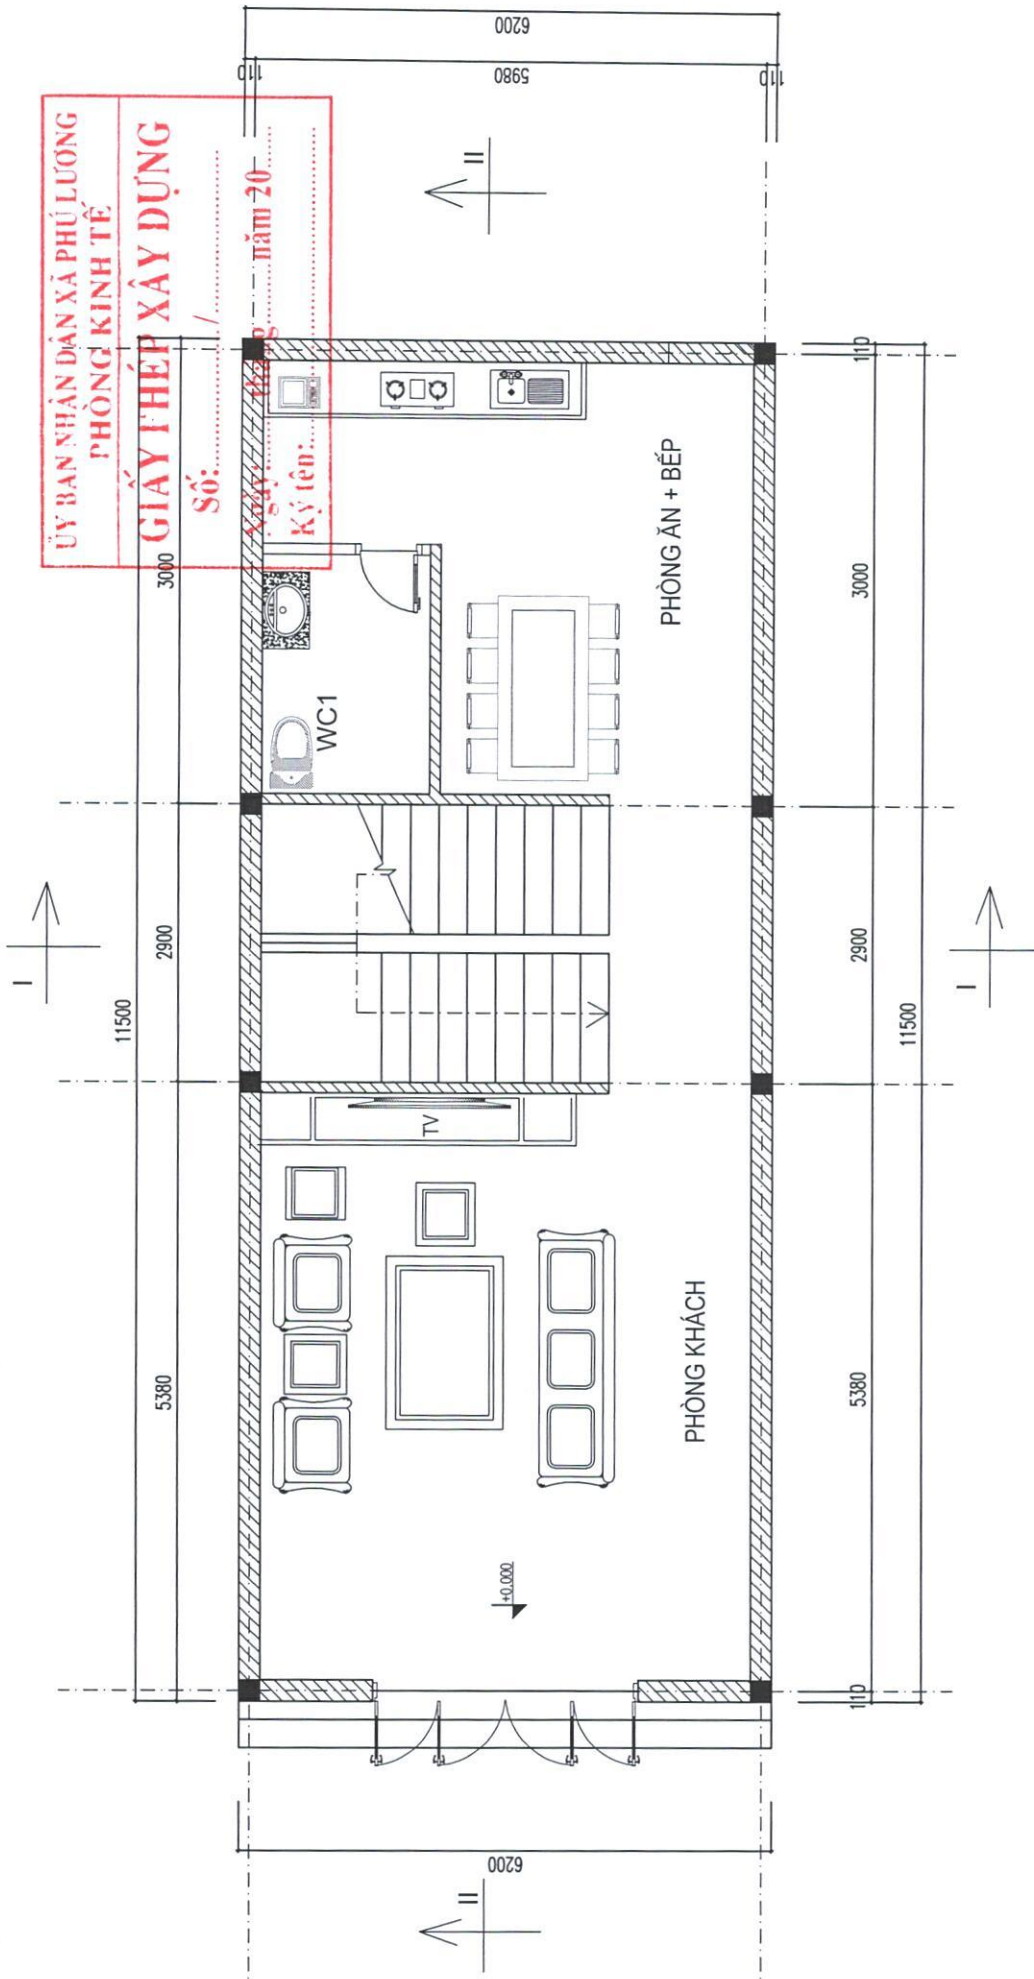 ỦY BAN NHÂN DÂN XÃ PHÚ LƯƠNG
PHÒNG KINH TẾ
GIẤY PHÉP XÂY DỰNG
Số:............/............
Ngày........ tháng ........ năm 20........
Ký tên:........................
I
11500
5380
2900
3000
6200
110
5980
110
II
WC1
PHÒNG ĂN + BẾP
TV
PHÒNG KHÁCH
+0.000
6200
II
110
5380
2900
3000
110
11500
I